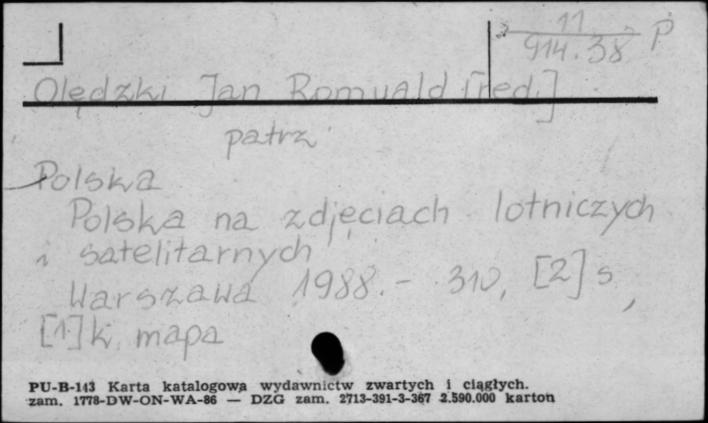 11
914.38 P
Olędzki Jan Romuald [red.]
patrz
Polska
Polska na zdjęciach lotniczych
i satelitarnych
Warszawa 1988.- 310, [2] s,
[1] k. mapa
PU-B-143 Karta katalogowa wydawnictw zwartych i ciągłych.
zam. 1778-DW-ON-WA-86 — DZG zam. 2713-391-3-367 2.590.000 karton